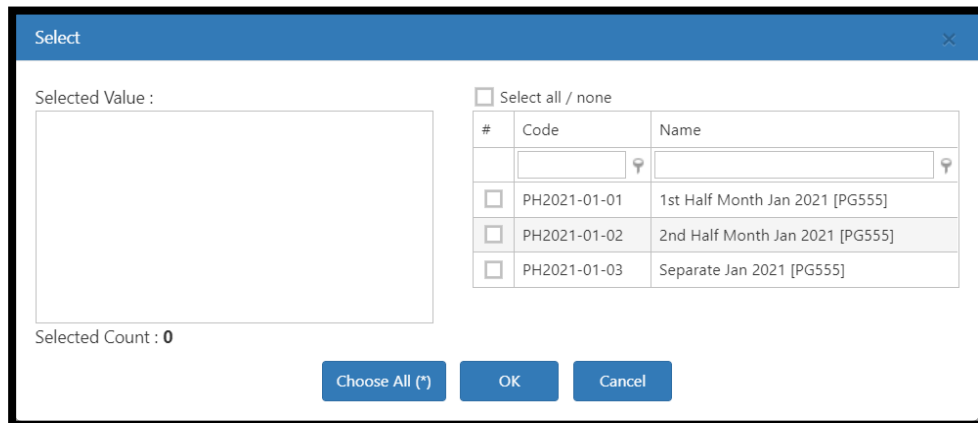 Select
Selected Value :
Select all / none
# Code Name
PH2021-01-01 1st Half Month Jan 2021 [PG555]
PH2021-01-02 2nd Half Month Jan 2021 [PG555]
PH2021-01-03 Separate Jan 2021 [PG555]
Selected Count : 0
Choose All (*) OK Cancel